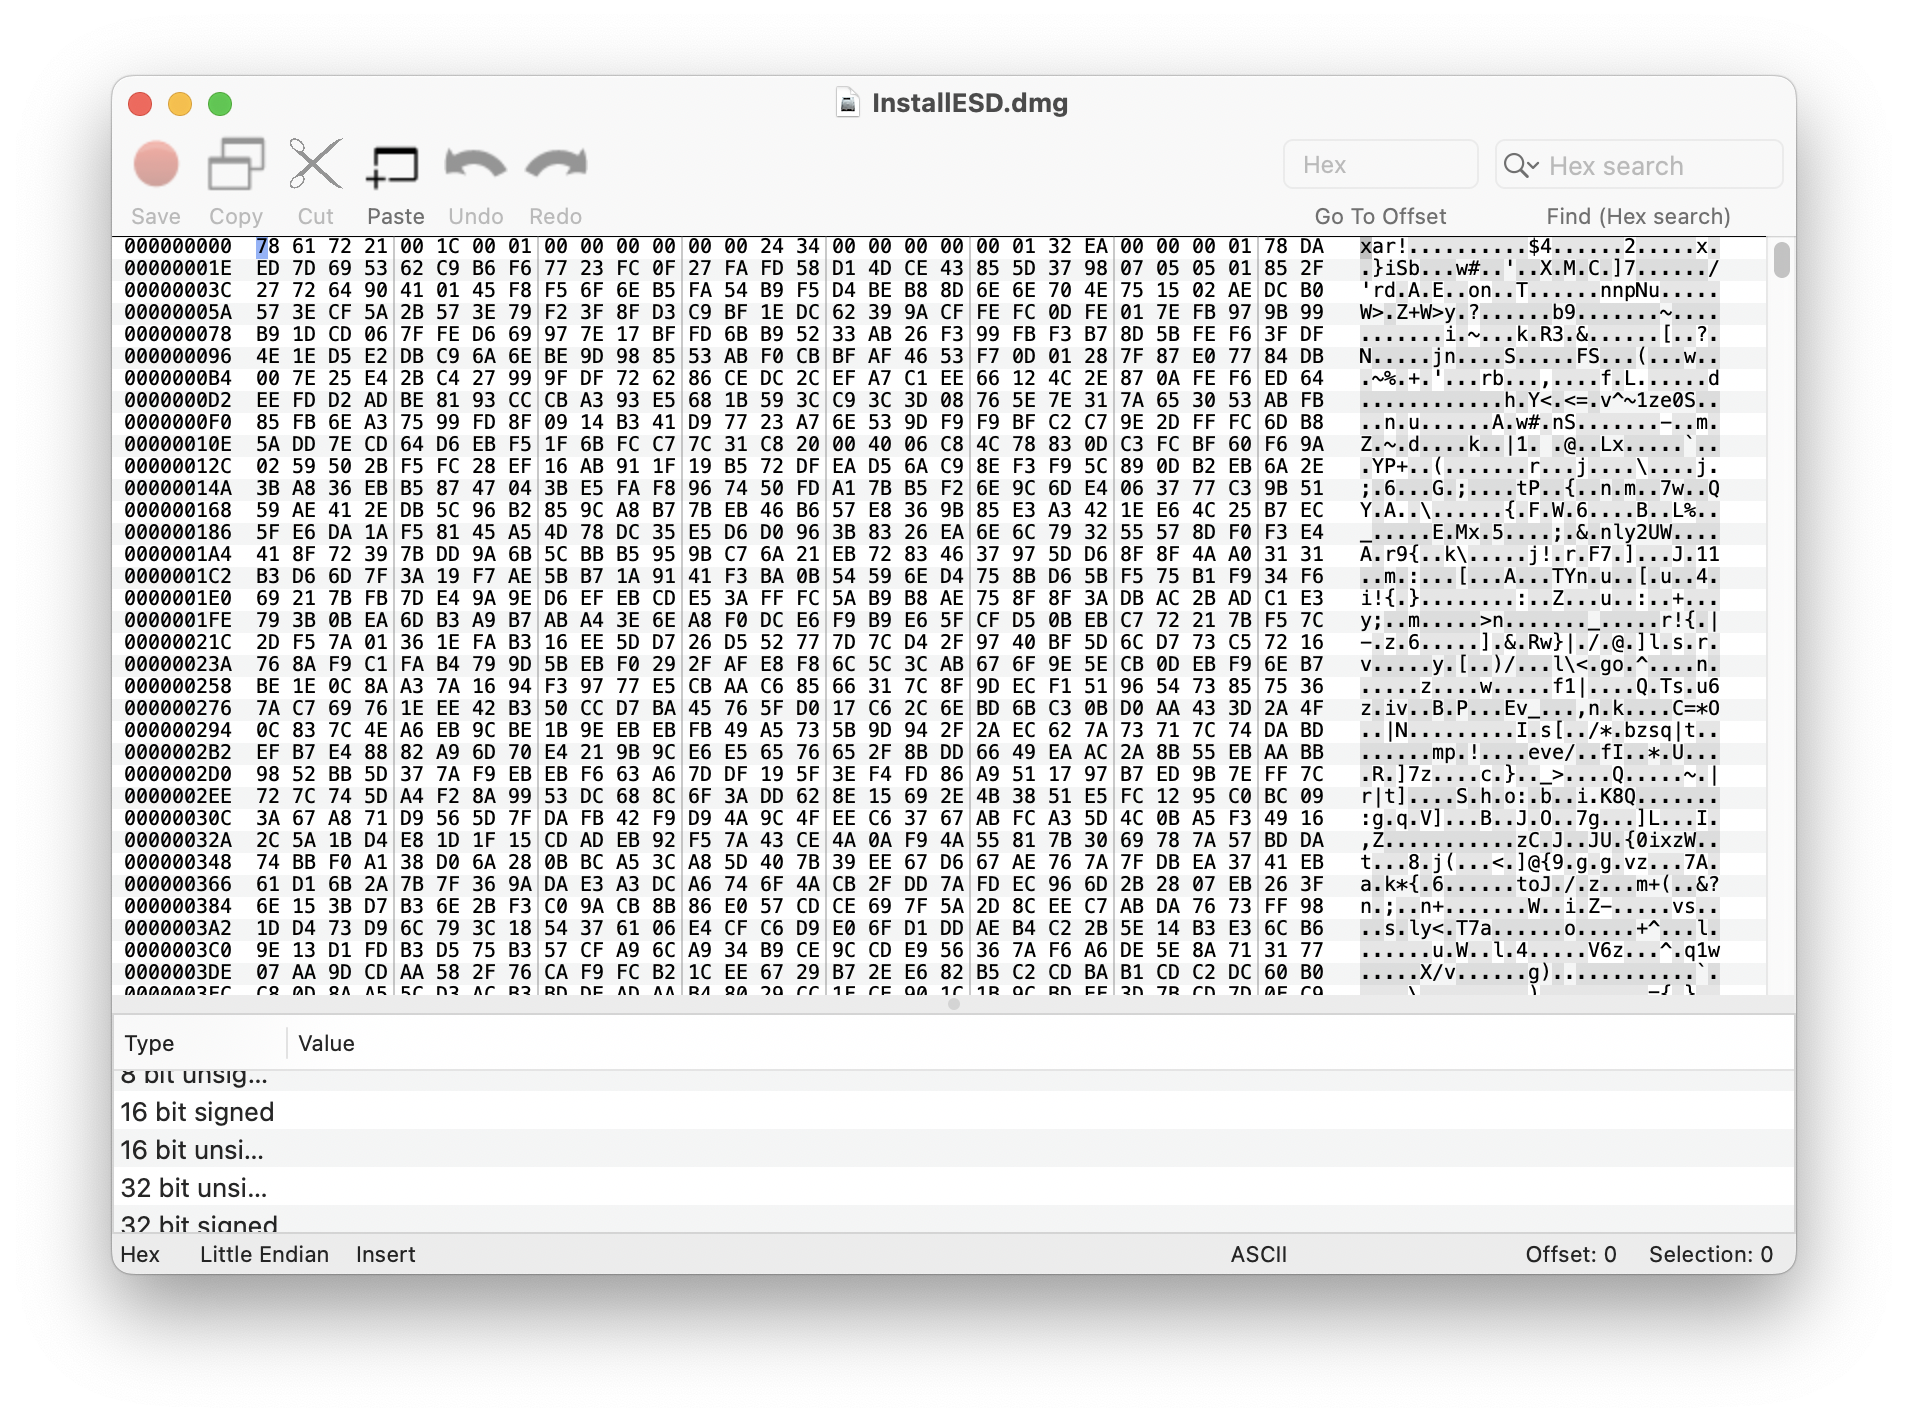 InstallESD.dmg
Hex
Hex search
Save Copy Cut Paste Undo Redo Go To Offset Find (Hex search)
000000000 78 61 72 21 00 1C 00 01 00 00 00 00 00 00 24 34 00 00 00 00 00 01 32 EA 00 00 00 01 78 DA xar!..........$4......2.....x.
00000001E ED 7D 69 53 62 C9 B6 F6 77 23 FC 0F 27 FA FD 58 D1 4D CE 43 85 5D 37 98 07 05 05 01 85 2F .}iSb...w#..'..X.M.C.]7....../
00000003C 27 72 64 90 41 01 45 F8 F5 6F 6E B5 FA 54 B9 F5 D4 BE B8 8D 6E 6E 70 4E 75 15 02 AE DC B0 'rd.A.E..on..T......nnpNu.....
00000005A 57 3E CF 5A 2B 57 3E 79 F2 3F 8F D3 C9 BF 1E DC 62 39 9A CF FE FC 0D FE 01 7E FB 97 9B 99 W>.Z+W>y.?......b9.......~....
000000078 B9 1D CD 06 7F FE D6 69 97 7E 17 BF FD 6B B9 52 33 AB 26 F3 99 FB F3 B7 8D 5B FE F6 3F DF .......i.~...k.R3.&......[..?.
000000096 4E 1E D5 E2 DB C9 6A 6E BE 9D 98 85 53 AB F0 CB BF AF 46 53 F7 0D 01 28 7F 87 E0 77 84 DB N.....jn....S.....FS...(...w..
0000000B4 00 7E 25 E4 2B C4 27 99 9F DF 72 62 86 CE DC 2C EF A7 C1 EE 66 12 4C 2E 87 0A FE F6 ED 64 .~%.+.'...rb...,....f.L......d
0000000D2 EE FD D2 AD BE 81 93 CC CB A3 93 E5 68 1B 59 3C C9 3C 3D 08 76 5E 7E 31 7A 65 30 53 AB FB ............h.Y<.<=.v^~1ze0S..
0000000F0 85 FB 6E A3 75 99 FD 8F 09 14 B3 41 D9 77 23 A7 6E 53 9D F9 F9 BF C2 C7 9E 2D FF FC 6D B8 ..n.u......A.w#.nS.......-..m.
00000010E 5A DD 7E CD 64 D6 EB F5 1F 6B FC C7 7C 31 C8 20 00 40 06 C8 4C 78 83 0D C3 FC BF 60 F6 9A Z.~.d....k..|1. .@..Lx.....`..
00000012C 02 59 50 2B F5 FC 28 EF 16 AB 91 1F 19 B5 72 DF EA D5 6A C9 8E F3 F9 5C 89 0D B2 EB 6A 2E .YP+..(.......r...j....\....j.
00000014A 3B A8 36 EB B5 87 47 04 3B E5 FA F8 96 74 50 FD A1 7B B5 F2 6E 9C 6D E4 06 37 77 C3 9B 51 ;.6...G.;....tP..{..n.m..7w..Q
000000168 59 AE 41 2E DB 5C 96 B2 85 9C A8 B7 7B EB 46 B6 57 E8 36 9B 85 E3 A3 42 1E E6 4C 25 B7 EC Y.A..\......{.F.W.6....B..L%..
000000186 5F E6 DA 1A F5 81 45 A5 4D 78 DC 35 E5 D6 D0 96 3B 83 26 EA 6E 6C 79 32 55 57 8D F0 F3 E4 _.....E.Mx.5....;.&.nly2UW....
0000001A4 41 8F 72 39 7B DD 9A 6B 5C BB B5 95 9B C7 6A 21 EB 72 83 46 37 97 5D D6 8F 8F 4A A0 31 31 A.r9{..k\.....j!.r.F7.]...J.11
0000001C2 B3 D6 6D 7F 3A 19 F7 AE 5B B7 1A 91 41 F3 BA 0B 54 59 6E D4 75 8B D6 5B F5 75 B1 F9 34 F6 ..m.:...[...A...TYn.u..[.u..4.
0000001E0 69 21 7B FB 7D E4 9A 9E D6 EF EB CD E5 3A FF FC 5A B9 B8 AE 75 8F 8F 3A DB AC 2B AD C1 E3 i!{.}........:..Z...u..:..+...
0000001FE 79 3B 0B EA 6D B3 A9 B7 AB A4 3E 6E A8 F0 DC E6 F9 B9 E6 5F CF D5 0B EB C7 72 21 7B F5 7C y;..m.....>n......._.....r!{.|
00000021C 2D F5 7A 01 36 1E FA B3 16 EE 5D D7 26 D5 52 77 7D 7C D4 2F 97 40 BF 5D 6C D7 73 C5 72 16 -.z.6.....].&.Rw}|./.@.]l.s.r.
00000023A 76 8A F9 C1 FA B4 79 9D 5B EB F0 29 2F AF E8 F8 6C 5C 3C AB 67 6F 9E 5E CB 0D EB F9 6E B7 v.....y.[..)/...l\<.go.^....n.
000000258 BE 1E 0C 8A A3 7A 16 94 F3 97 77 E5 CB AA C6 85 66 31 7C 8F 9D EC F1 51 96 54 73 85 75 36 .....z....w.....f1|....Q.Ts.u6
000000276 7A C7 69 76 1E EE 42 B3 50 CC D7 BA 45 76 5F D0 17 C6 2C 6E BD 6B C3 0B D0 AA 43 3D 2A 4F z.iv..B.P...Ev_...,n.k....C=*O
000000294 0C 83 7C 4E A6 EB 9C BE 1B 9E EB EB FB 49 A5 73 5B 9D 94 2F 2A EC 62 7A 73 71 7C 74 DA BD ..|N.........I.s[../*.bzsq|t..
0000002B2 EF B7 E4 88 82 A9 6D 70 E4 21 9B 9C E6 E5 65 76 65 2F 8B DD 66 49 EA AC 2A 8B 55 EB AA BB ......mp.!....eve/..fI..*.U...
0000002D0 98 52 BB 5D 37 7A F9 EB EB F6 63 A6 7D DF 19 5F 3E F4 FD 86 A9 51 17 97 B7 ED 9B 7E FF 7C .R.]7z....c.}.._>....Q.....~.|
0000002EE 72 7C 74 5D A4 F2 8A 99 53 DC 68 8C 6F 3A DD 62 8E 15 69 2E 4B 38 51 E5 FC 12 95 C0 BC 09 r|t]....S.h.o:.b..i.K8Q.......
00000030C 3A 67 A8 71 D9 56 5D 7F DA FB 42 F9 D9 4A 9C 4F EE C6 37 67 AB FC A3 5D 4C 0B A5 F3 49 16 :g.q.V]...B..J.O..7g...]L...I.
00000032A 2C 5A 1B D4 E8 1D 1F 15 CD AD EB 92 F5 7A 43 CE 4A 0A F9 4A 55 81 7B 30 69 78 7A 57 BD DA ,Z...........zC.J..JU.{0ixzW..
000000348 74 BB F0 A1 38 D0 6A 28 0B BC A5 3C A8 5D 40 7B 39 EE 67 D6 67 AE 76 7A 7F DB EA 37 41 EB t...8.j(...<.]@{9.g.g.vz...7A.
000000366 61 D1 6B 2A 7B 7F 36 9A DA E3 A3 DC A6 74 6F 4A CB 2F DD 7A FD EC 96 6D 2B 28 07 EB 26 3F a.k*{.6......toJ./.z...m+(..&?
000000384 6E 15 3B D7 B3 6E 2B F3 C0 9A CB 8B 86 E0 57 CD CE 69 7F 5A 2D 8C EE C7 AB DA 76 73 FF 98 n.;..n+.......W..i.Z-.....vs..
0000003A2 1D D4 73 D9 6C 79 3C 18 54 37 61 06 E4 CF C6 D9 E0 6F D1 DD AE B4 C2 2B 5E 14 B3 E3 6C B6 ..s.ly<.T7a......o.....+^...l.
0000003C0 9E 13 D1 FD B3 D5 75 B3 57 CF A9 6C A9 34 B9 CE 9C CD E9 56 36 7A F6 A6 DE 5E 8A 71 31 77 ......u.W..l.4.....V6z...^.q1w
0000003DE 07 AA 9D CD AA 58 2F 76 CA F9 FC B2 1C EE 67 29 B7 2E E6 82 B5 C2 CD BA B1 CD C2 DC 60 B0 .....X/v......g)............`.
Type Value
8 bit unsig...
16 bit signed
16 bit unsi...
32 bit unsi...
32 bit signed
Hex Little Endian Insert ASCII Offset: 0 Selection: 0